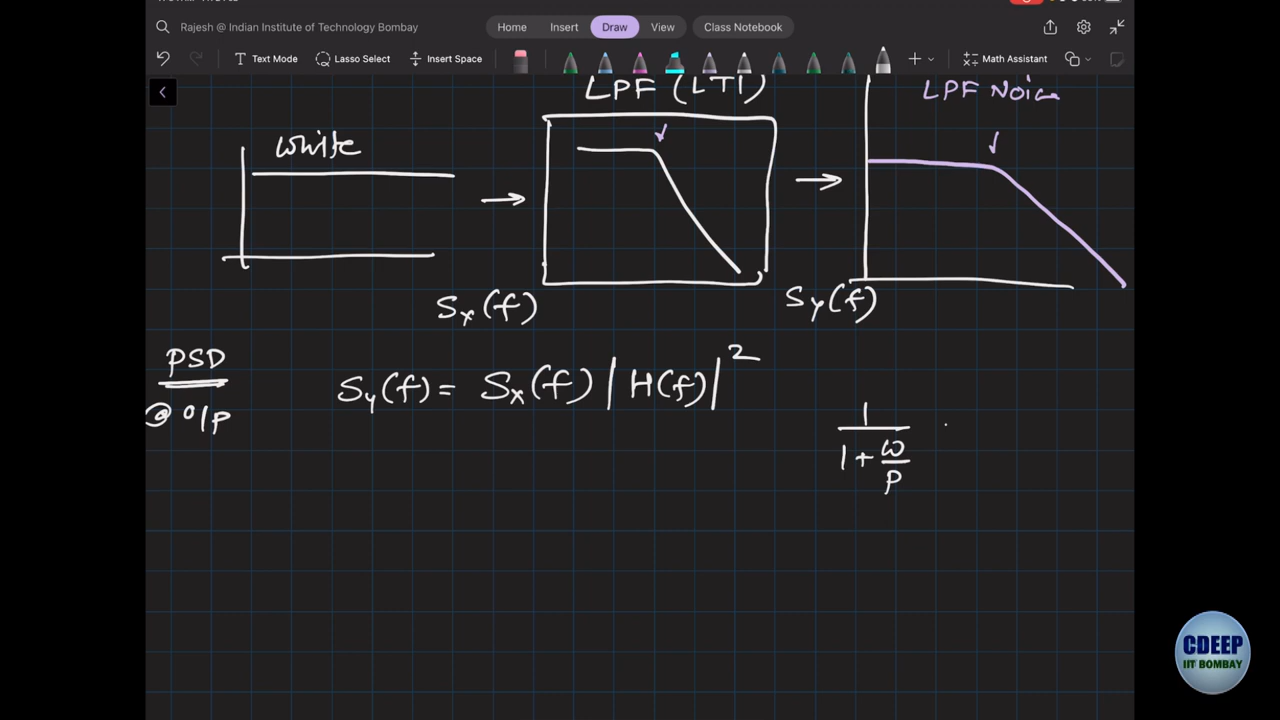 Rajesh @ Indian Institute of Technology Bombay
Home Insert Draw View Class Notebook
Text Mode Lasso Select Insert Space Math Assistant
LPF (LTI)
LPF Noise
White
Sx(f)
Sy(f)
PSD
@ O/P
Sy(f) = Sx(f) |H(f)|²
1
1 + ω/p
CDEEP
IIT BOMBAY